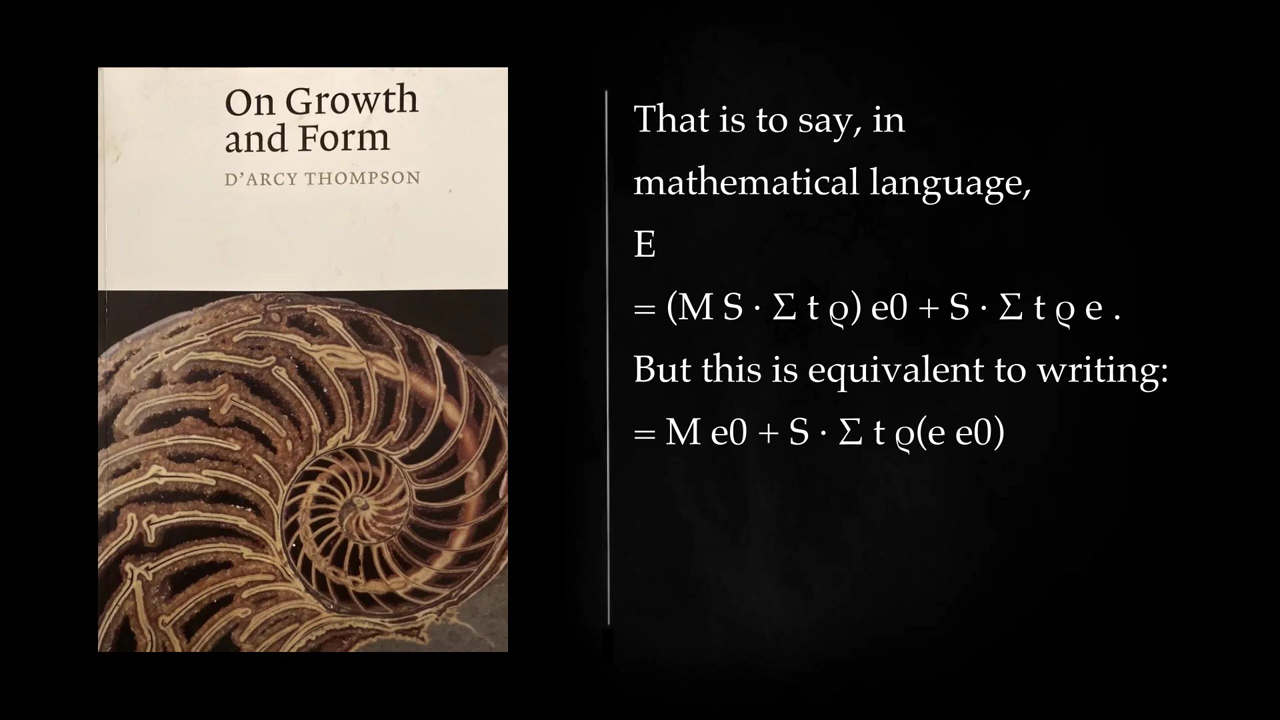 On Growth
and Form
D'ARCY THOMPSON
That is to say, in
mathematical language,
E
= (M S · Σ t ϱ) e0 + S · Σ t ϱ e .
But this is equivalent to writing:
= M e0 + S · Σ t ϱ(e e0)